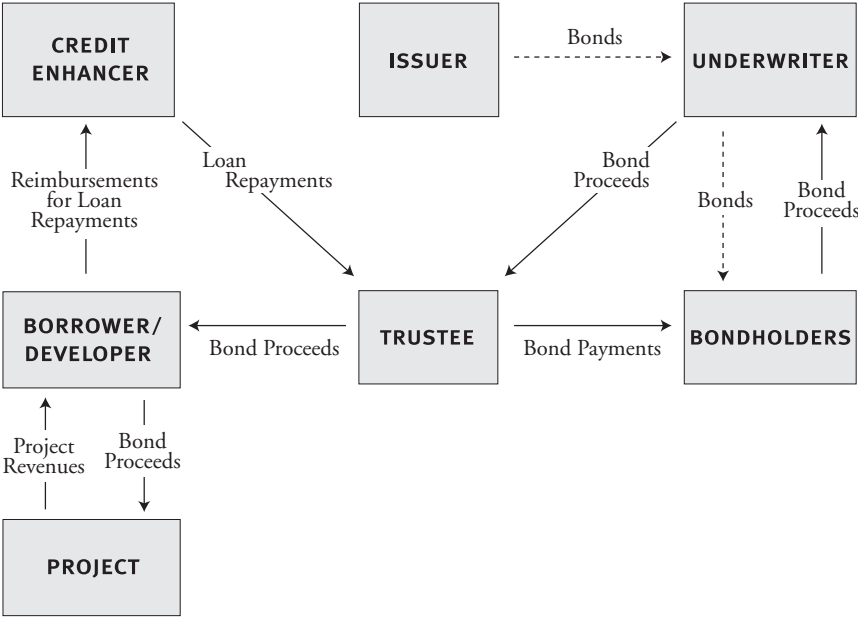 CREDIT
ENHANCER
ISSUER
Bonds
UNDERWRITER
Reimbursements
for Loan
Repayments
Loan
Repayments
Bond
Proceeds
Bonds
Bond
Proceeds
BORROWER/
DEVELOPER
Bond Proceeds
TRUSTEE
Bond Payments
BONDHOLDERS
Project
Revenues
Bond
Proceeds
PROJECT